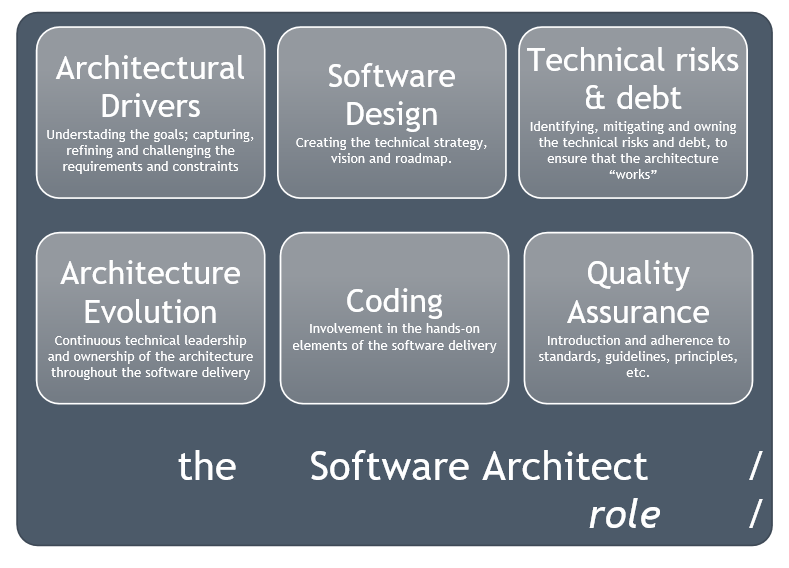 Architectural
Drivers
Understading the goals; capturing,
refining and challenging the
requirements and constraints
Software
Design
Creating the technical strategy,
vision and roadmap.
Technical risks
& debt
Identifying, mitigating and owning
the technical risks and debt, to
ensure that the architecture
“works”
Architecture
Evolution
Continuous technical leadership
and ownership of the architecture
throughout the software delivery
Coding
Involvement in the hands-on
elements of the software delivery
Quality
Assurance
Introduction and adherence to
standards, guidelines, principles,
etc.
the Software Architect /
role /